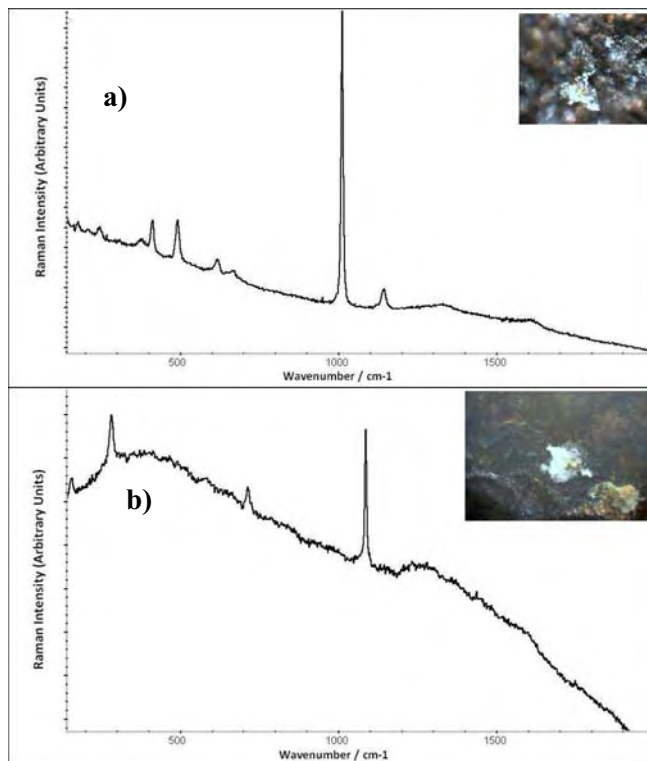 a)
Raman Intensity (Arbitrary Units)
500
1000
1500
Wavenumber / cm-1
b)
Raman Intensity (Arbitrary Units)
500
1000
1500
Wavenumber / cm-1